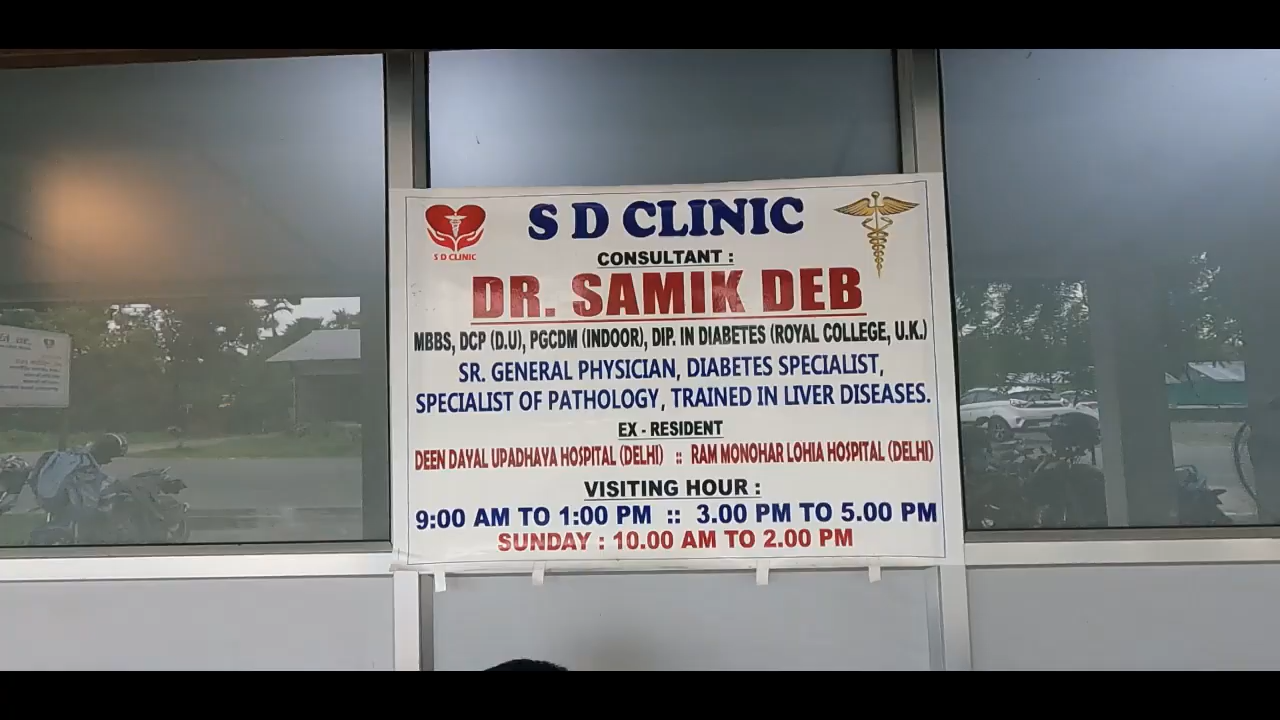 S D CLINIC
S D CLINIC
CONSULTANT :
DR. SAMIK DEB
MBBS, DCP (D.U), PGCDM (INDOOR), DIP. IN DIABETES (ROYAL COLLEGE, U.K.)
SR. GENERAL PHYSICIAN, DIABETES SPECIALIST,
SPECIALIST OF PATHOLOGY, TRAINED IN LIVER DISEASES.
EX - RESIDENT
DEEN DAYAL UPADHAYA HOSPITAL (DELHI) :: RAM MONOHAR LOHIA HOSPITAL (DELHI)
VISITING HOUR :
9:00 AM TO 1:00 PM :: 3.00 PM TO 5.00 PM
SUNDAY : 10.00 AM TO 2.00 PM